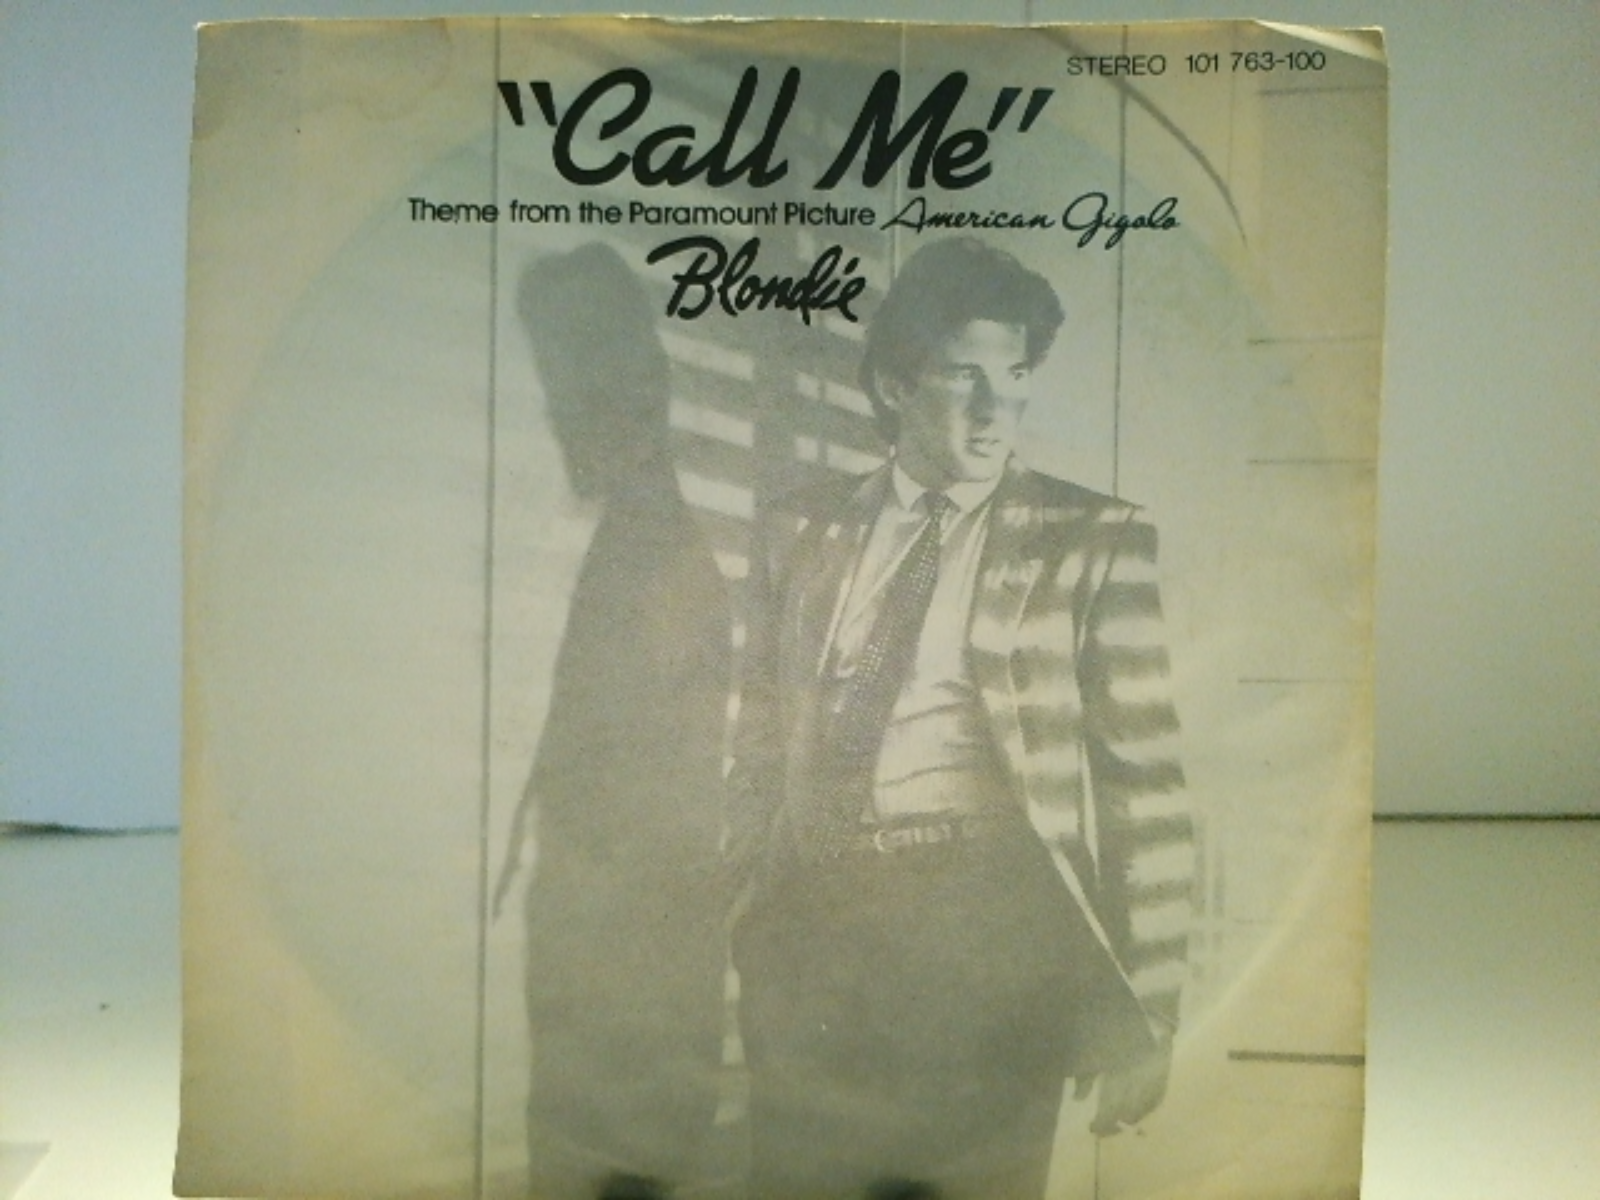 STEREO 101 763-100
"Call Me"
Theme from the Paramount Picture American Gigolo
Blondie